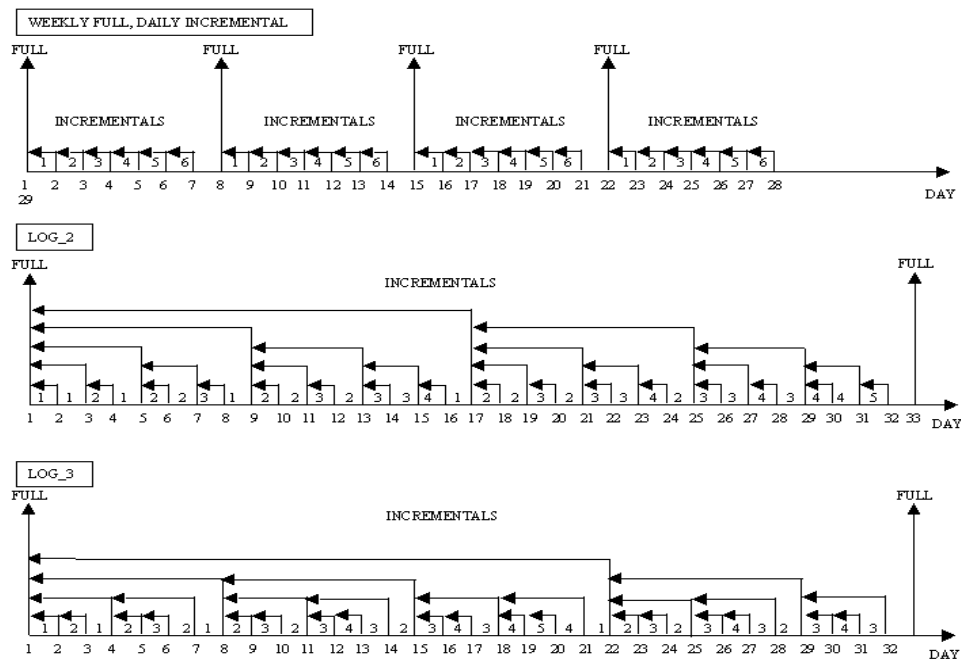 WEEKLY FULL, DAILY INCREMENTAL
FULL FULL FULL FULL
INCREMENTALS INCREMENTALS INCREMENTALS INCREMENTALS
1 2 3 4 5 6 1 2 3 4 5 6 1 2 3 4 5 6 1 2 3 4 5 6
1 2 3 4 5 6 7 8 9 10 11 12 13 14 15 16 17 18 19 20 21 22 23 24 25 26 27 28
29 DAY
LOG_2
FULL FULL
INCREMENTALS
1 1 2 1 2 2 3 1 2 2 3 2 3 3 4 1 2 2 3 2 3 3 4 2 3 3 4 3 4 4 5
1 2 3 4 5 6 7 8 9 10 11 12 13 14 15 16 17 18 19 20 21 22 23 24 25 26 27 28 29 30 31 32 33 DAY
LOG_3
FULL FULL
INCREMENTALS
1 2 1 2 3 2 1 2 3 2 3 4 3 2 3 4 3 4 5 4 1 2 3 2 3 4 3 2 3 4 3
1 2 3 4 5 6 7 8 9 10 11 12 13 14 15 16 17 18 19 20 21 22 23 24 25 26 27 28 29 30 31 32
DAY